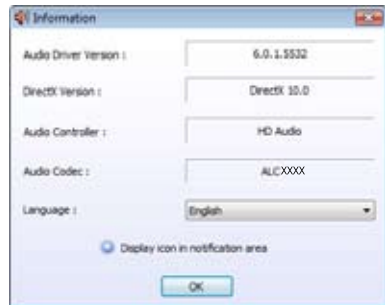 Information
Audio Driver Version :
6.0.1.5532
DirectX Version :
DirectX 10.0
Audio Controller :
HD Audio
Audio Codec :
ALCXXXX
Language :
English
Display icon in notification area
OK